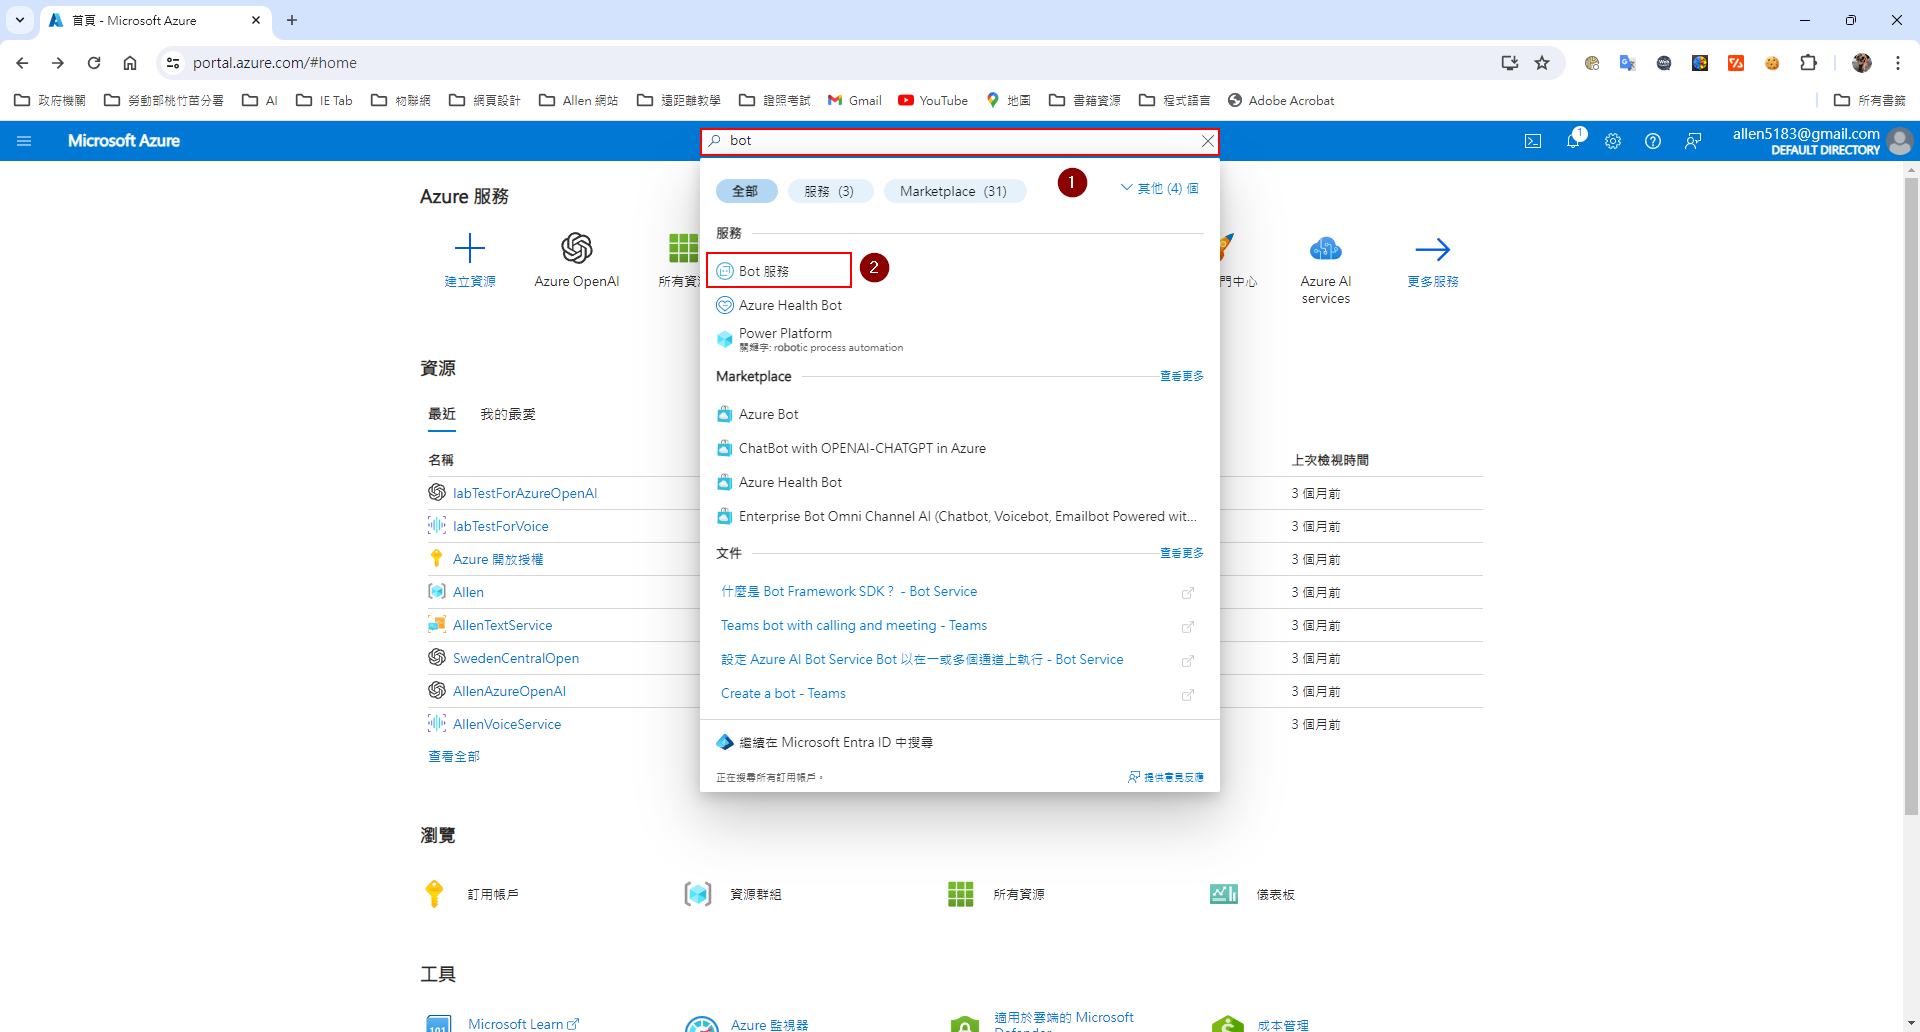 首頁 - Microsoft Azure
portal.azure.com/#home
政府機關
勞動部桃竹苗分署
AI
IE Tab
物聯網
網頁設計
Allen 網站
遠距離教學
證照考試
Gmail
YouTube
地圖
書籍資源
程式語言
Adobe Acrobat
所有書籤
Microsoft Azure
bot
1
allen5183@gmail.com
DEFAULT DIRECTORY
全部
服務 (3)
Marketplace (31)
1
其他 (4) 個
Azure 服務
建立資源
Azure OpenAI
所有資
門中心
Azure AI
services
更多服務
服務
Bot 服務
2
Azure Health Bot
Power Platform
關鍵字: robotic process automation
Marketplace
查看更多
Azure Bot
ChatBot with OPENAI-CHATGPT in Azure
Azure Health Bot
Enterprise Bot Omni Channel AI (Chatbot, Voicebot, Emailbot Powered wit...
文件
查看更多
什麼是 Bot Framework SDK？ - Bot Service
Teams bot with calling and meeting - Teams
設定 Azure AI Bot Service Bot 以在一或多個通道上執行 - Bot Service
Create a bot - Teams
繼續在 Microsoft Entra ID 中搜尋
正在搜尋所有訂用帳戶。
提供意見反應
資源
最近
我的最愛
名稱
上次檢視時間
labTestForAzureOpenAI
3 個月前
labTestForVoice
3 個月前
Azure 開放授權
3 個月前
Allen
3 個月前
AllenTextService
3 個月前
SwedenCentralOpen
3 個月前
AllenAzureOpenAI
3 個月前
AllenVoiceService
3 個月前
查看全部
瀏覽
訂用帳戶
資源群組
所有資源
儀表板
工具
Microsoft Learn
Azure 監視器
適用於雲端的 Microsoft
成本管理